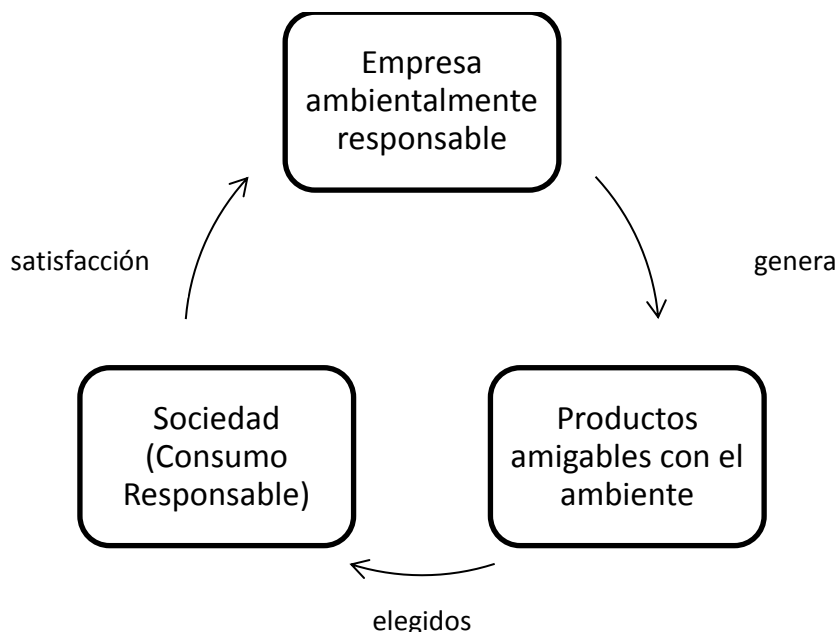 Empresa
ambientalmente
responsable
satisfacción
genera
Sociedad
(Consumo
Responsable)
Productos
amigables con el
ambiente
elegidos